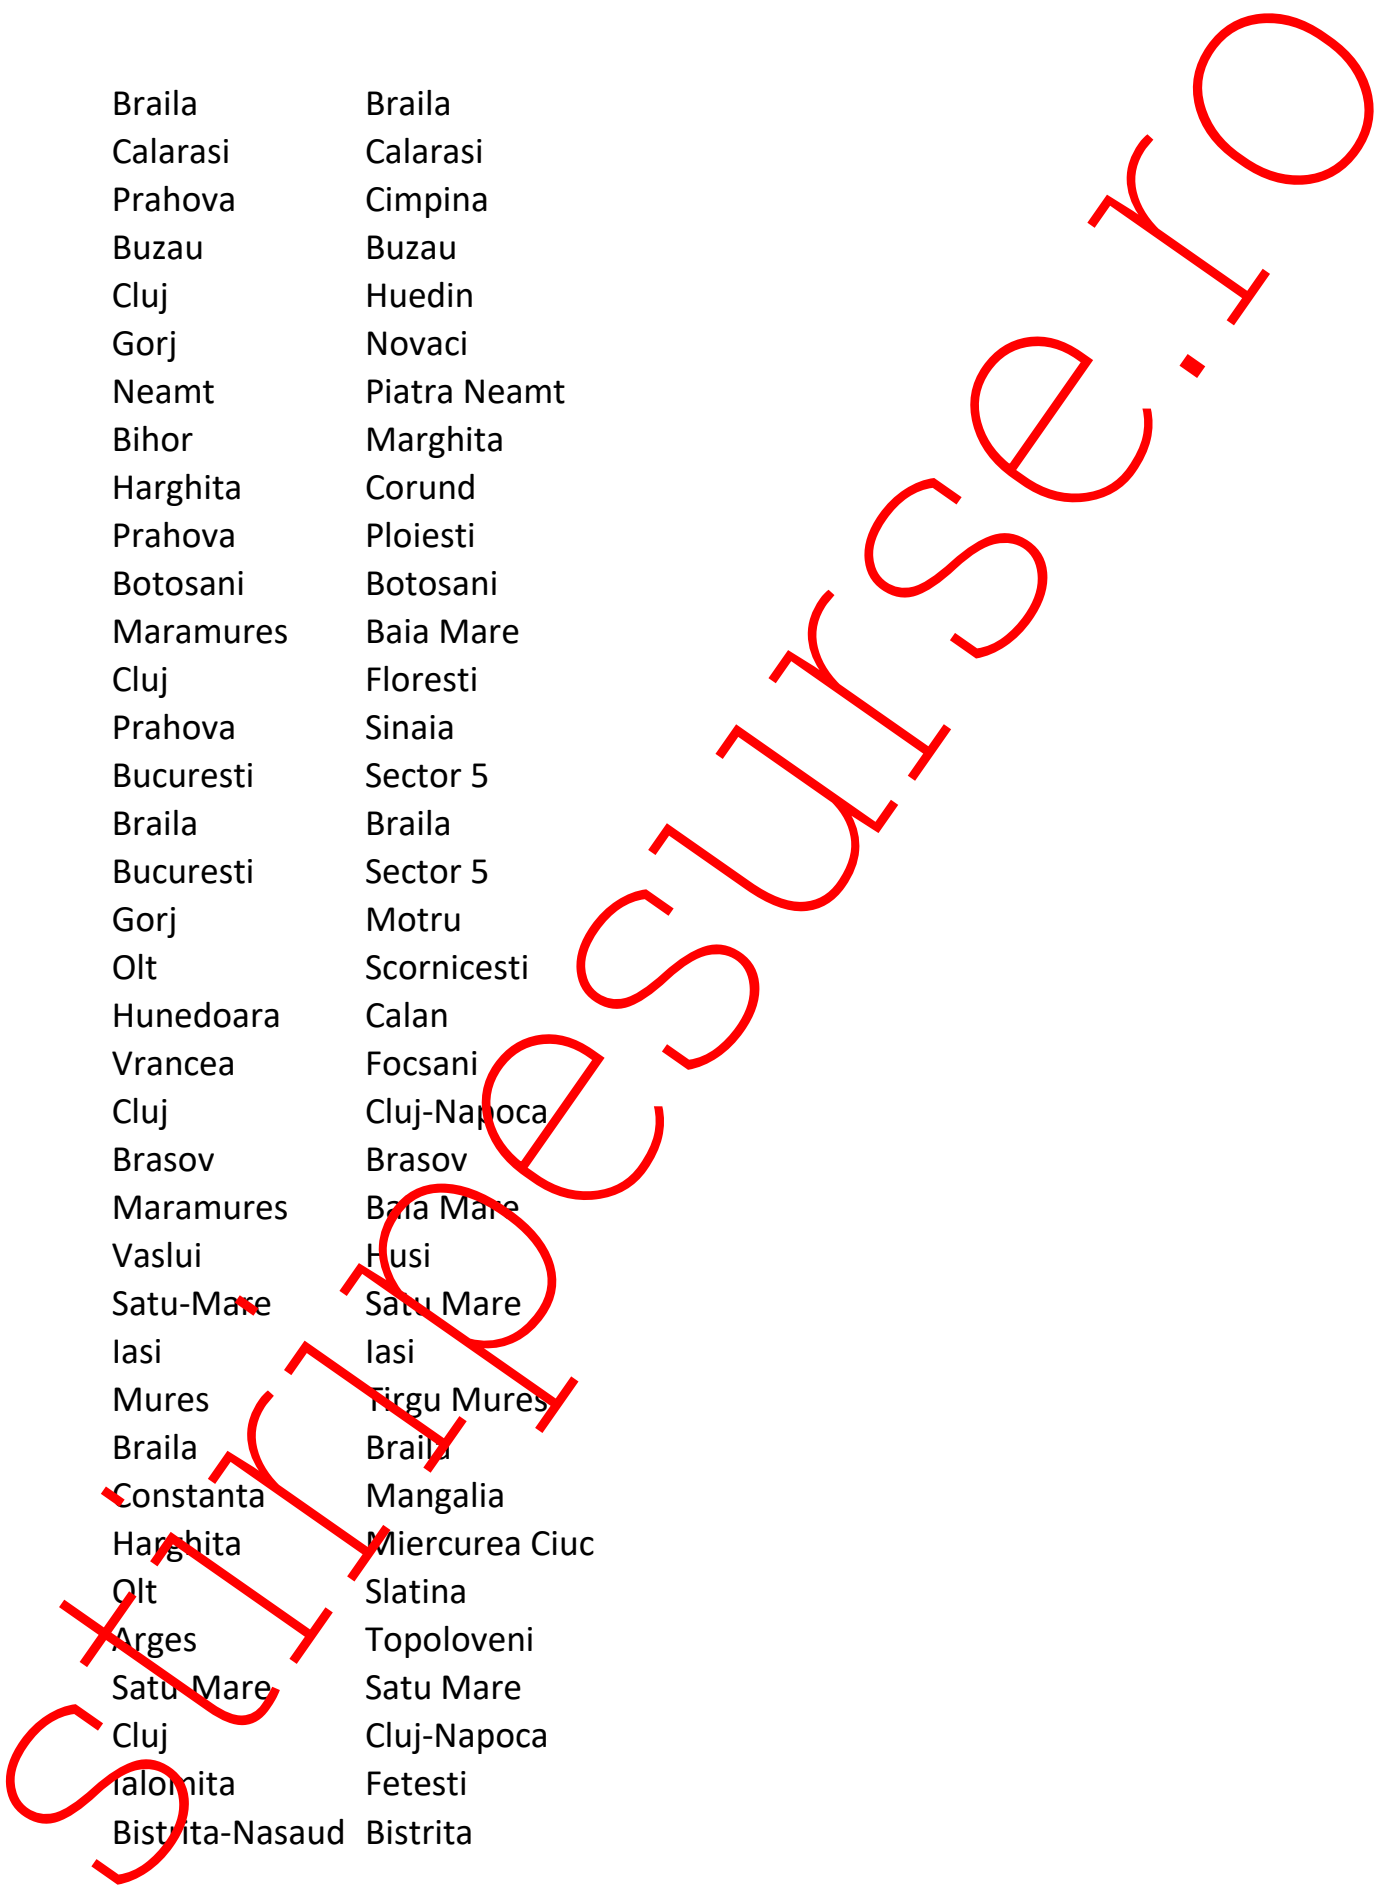 Braila Braila
Calarasi Calarasi
Prahova Cimpina
Buzau Buzau
Cluj Huedin
Gorj Novaci
Neamt Piatra Neamt
Bihor Marghita
Harghita Corund
Prahova Ploiesti
Botosani Botosani
Maramures Baia Mare
Cluj Floresti
Prahova Sinaia
Bucuresti Sector 5
Braila Braila
Bucuresti Sector 5
Gorj Motru
Olt Scornicesti
Hunedoara Calan
Vrancea Focsani
Cluj Cluj-Napoca
Brasov Brasov
Maramures Baia Mare
Vaslui Husi
Satu-Mare Satu Mare
Iasi Iasi
Mures Tirgu Mures
Braila Braila
Constanta Mangalia
Harghita Miercurea Ciuc
Olt Slatina
Arges Topoloveni
Satu-Mare Satu Mare
Cluj Cluj-Napoca
Ialomita Fetesti
Bistrita-Nasaud Bistrita
stiripesurse.ro